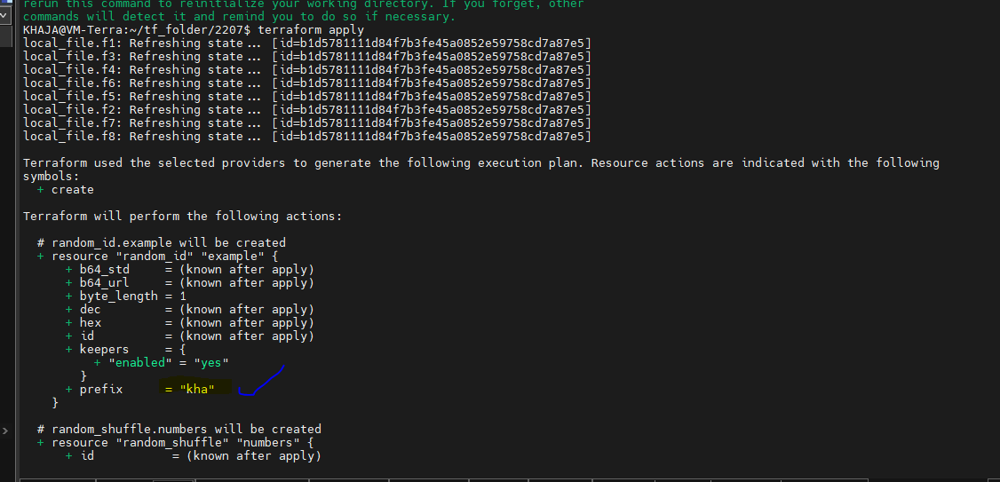 rerun this command to reinitialize your working directory. If you forget, other
commands will detect it and remind you to do so if necessary.
KHAJA@VM-Terra:~/tf_folder/2207$ terraform apply
local_file.f1: Refreshing state... [id=b1d5781111d84f7b3fe45a0852e59758cd7a87e5]
local_file.f3: Refreshing state... [id=b1d5781111d84f7b3fe45a0852e59758cd7a87e5]
local_file.f4: Refreshing state... [id=b1d5781111d84f7b3fe45a0852e59758cd7a87e5]
local_file.f6: Refreshing state... [id=b1d5781111d84f7b3fe45a0852e59758cd7a87e5]
local_file.f5: Refreshing state... [id=b1d5781111d84f7b3fe45a0852e59758cd7a87e5]
local_file.f2: Refreshing state... [id=b1d5781111d84f7b3fe45a0852e59758cd7a87e5]
local_file.f7: Refreshing state... [id=b1d5781111d84f7b3fe45a0852e59758cd7a87e5]
local_file.f8: Refreshing state... [id=b1d5781111d84f7b3fe45a0852e59758cd7a87e5]
Terraform used the selected providers to generate the following execution plan. Resource actions are indicated with the following
symbols:
+ create
Terraform will perform the following actions:
# random_id.example will be created
+ resource "random_id" "example" {
+ b64_std     = (known after apply)
+ b64_url     = (known after apply)
+ byte_length = 1
+ dec         = (known after apply)
+ hex         = (known after apply)
+ id          = (known after apply)
+ keepers     = {
+ "enabled" = "yes"
}
+ prefix      = "kha"
}
# random_shuffle.numbers will be created
+ resource "random_shuffle" "numbers" {
+ id           = (known after apply)